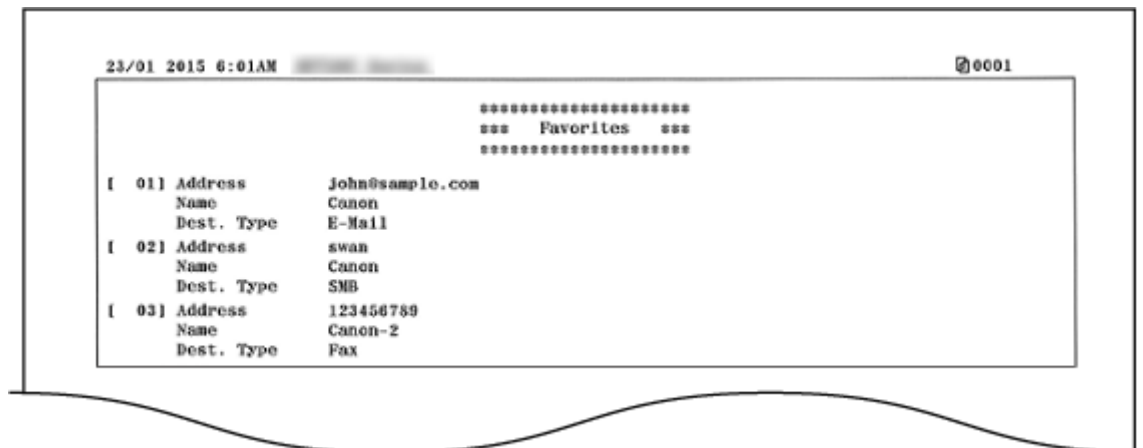 23/01 2015 6:01AM 0001
*********************
*** Favorites ***
*********************
[ 01] Address john@sample.com
Name Canon
Dest. Type E-Mail
[ 02] Address swan
Name Canon
Dest. Type SMB
[ 03] Address 123456789
Name Canon-2
Dest. Type Fax